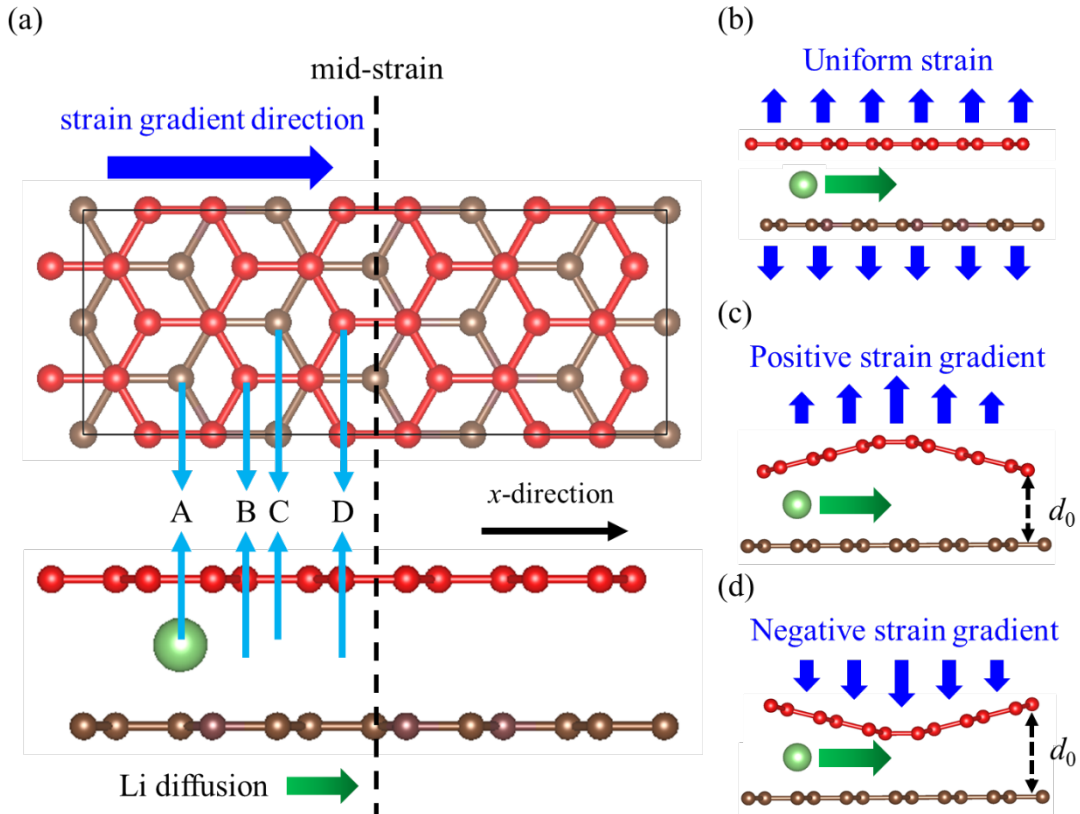 (a)
mid-strain
strain gradient direction
A B C D
x-direction
Li diffusion
(b)
Uniform strain
(c)
Positive strain gradient
d₀
(d)
Negative strain gradient
d₀